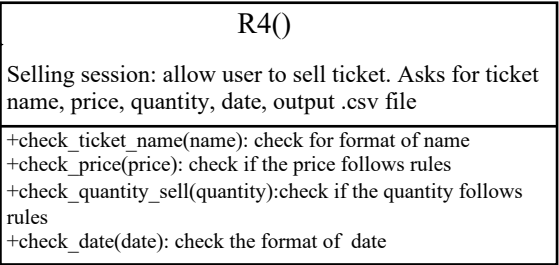 R4()
Selling session: allow user to sell ticket. Asks for ticket
name, price, quantity, date, output .csv file
+check_ticket_name(name): check for format of name
+check_price(price): check if the price follows rules
+check_quantity_sell(quantity):check if the quantity follows
rules
+check_date(date): check the format of  date